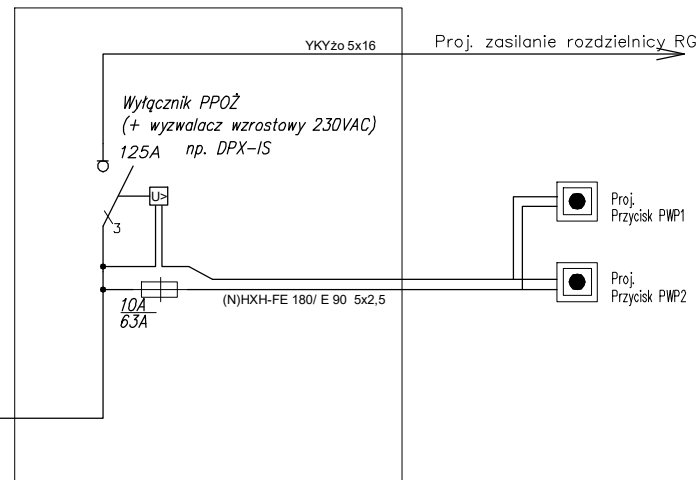 YKYżo 5x16
Proj. zasilanie rozdzielnicy RG
Wyłącznik PPOŻ
(+ wyzwalacz wzrostowy 230VAC)
125A np. DPX-IS
U>
3
Proj.
Przycisk PWP1
Proj.
Przycisk PWP2
(N)HXH-FE 180/ E 90 5x2,5
10A
63A